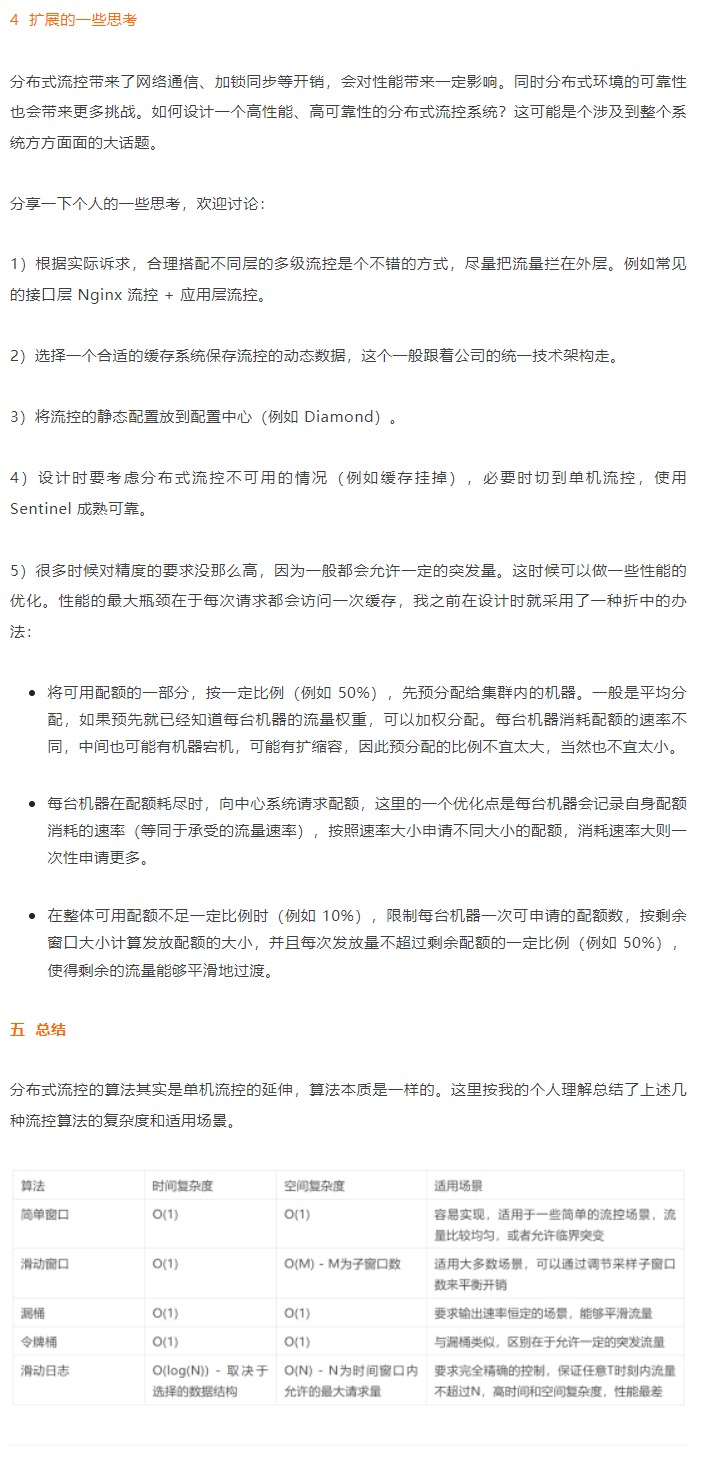 4 扩展的一些思考
分布式流控带来了网络通信、加锁同步等开销，会对性能带来一定影响。同时分布式环境的可靠性
也会带来更多挑战。如何设计一个高性能、高可靠性的分布式流控系统？这可能是个涉及到整个系
统方方面面的大话题。
分享一下个人的一些思考，欢迎讨论：
1）根据实际诉求，合理搭配不同层的多级流控是个不错的方式，尽量把流量拦在外层。例如常见
的接口层 Nginx 流控 + 应用层流控。
2）选择一个合适的缓存系统保存流控的动态数据，这个一般跟着公司的统一技术架构走。
3）将流控的静态配置放到配置中心（例如 Diamond）。
4）设计时要考虑分布式流控不可用的情况（例如缓存挂掉），必要时切到单机流控，使用
Sentinel 成熟可靠。
5）很多时候对精度的要求没那么高，因为一般都会允许一定的突发量。这时候可以做一些性能的
优化。性能的最大瓶颈在于每次请求都会访问一次缓存，我之前在设计时就采用了一种折中的办
法：
• 将可用配额的一部分，按一定比例（例如 50%），先预分配给集群内的机器。一般是平均分
配，如果预先就已经知道每台机器的流量权重，可以加权分配。每台机器消耗配额的速率不
同，中间也可能有机器宕机，可能有扩缩容，因此预分配的比例不宜太大，当然也不宜太小。
• 每台机器在配额耗尽时，向中心系统请求配额，这里的一个优化点是每台机器会记录自身配额
消耗的速率（等同于承受的流量速率），按照速率大小申请不同大小的配额，消耗速率大则一
次性申请更多。
• 在整体可用配额不足一定比例时（例如 10%），限制每台机器一次可申请的配额数，按剩余
窗口大小计算发放配额的大小，并且每次发放量不超过剩余配额的一定比例（例如 50%），
使得剩余的流量能够平滑地过渡。
五 总结
分布式流控的算法其实是单机流控的延伸，算法本质是一样的。这里按我的个人理解总结了上述几
种流控算法的复杂度和适用场景。
算法 时间复杂度 空间复杂度 适用场景
简单窗口 O(1) O(1) 容易实现，适用于一些简单的流控场景，流
量比较均匀，或者允许临界突变
滑动窗口 O(1) O(M) - M为子窗口数 适用大多数场景，可以通过调节采样子窗口
数来平衡开销
漏桶 O(1) O(1) 要求输出速率恒定的场景，能够平滑流量
令牌桶 O(1) O(1) 与漏桶类似，区别在于允许一定的突发流量
滑动日志 O(log(N)) - 取决于 O(N) - N为时间窗口内 要求完全精确的控制，保证任意T时刻内流量
选择的数据结构 允许的最大请求量 不超过N，高时间和空间复杂度，性能最差